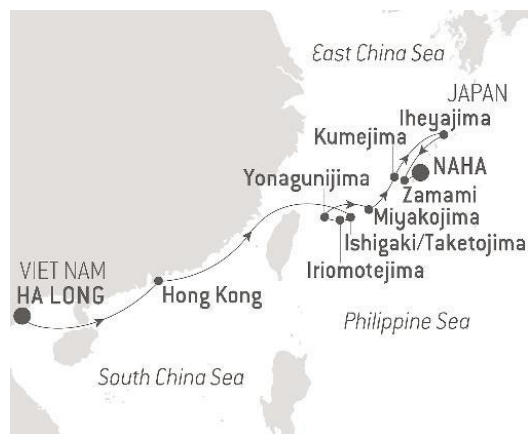 East China Sea
JAPAN
Iheyajima
Kumejima
NAHA
Yonagunijima
Zamami
Miyakojima
Ishigaki/Taketojima
Iriomotejima
VIET NAM
HA LONG
Hong Kong
Philippine Sea
South China Sea